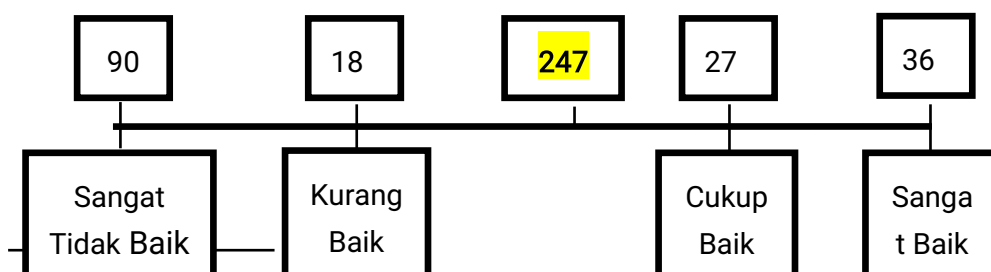 90
18
247
27
36
Sangat
Tidak Baik
Kurang
Baik
Cukup
Baik
Sanga
t Baik